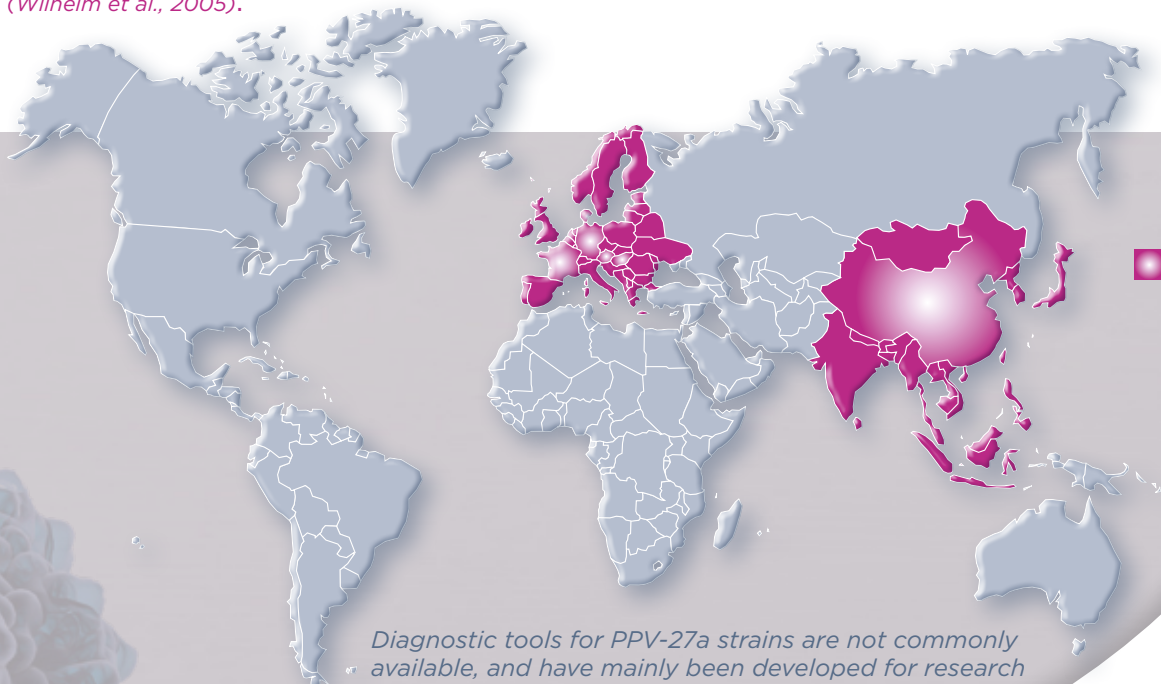 (Wilhelm et al., 2005).
Diagnostic tools for PPV-27a strains are not commonly
available, and have mainly been developed for research